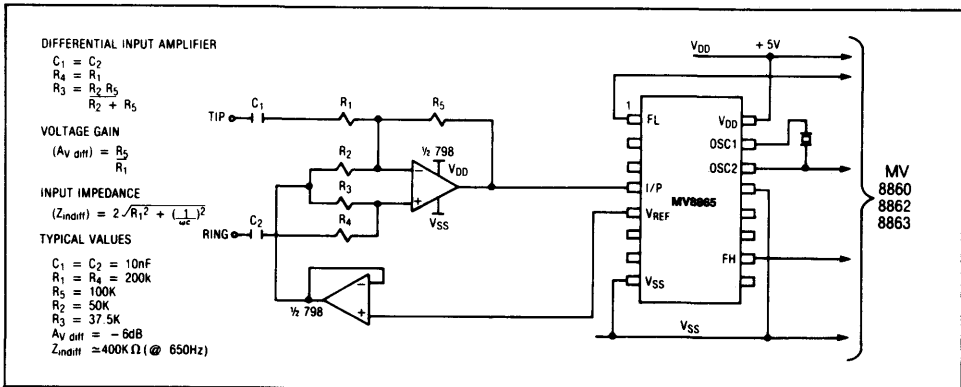 DIFFERENTIAL INPUT AMPLIFIER
C1 = C2
R4 = R1
R3 = R2 R5
R2 + R5
VOLTAGE GAIN
(AV diff) = R5
R1
INPUT IMPEDANCE
(Zindiff) = 2√R1² + (1/ωc)²
TYPICAL VALUES
C1 = C2 = 10nF
R1 = R4 = 200k
R5 = 100K
R2 = 50K
R3 = 37.5K
AV diff = −6dB
Zindiff ≃400KΩ (@ 650Hz)
TIP
C1
R1
R5
R2
R3
R4
RING
C2
½ 798
VDD
−
+
VSS
½ 798
−
+
VDD
+ 5V
1
FL
I/P
VREF
VSS
MV8865
VDD
OSC1
OSC2
FH
VSS
MV
8860
8862
8863